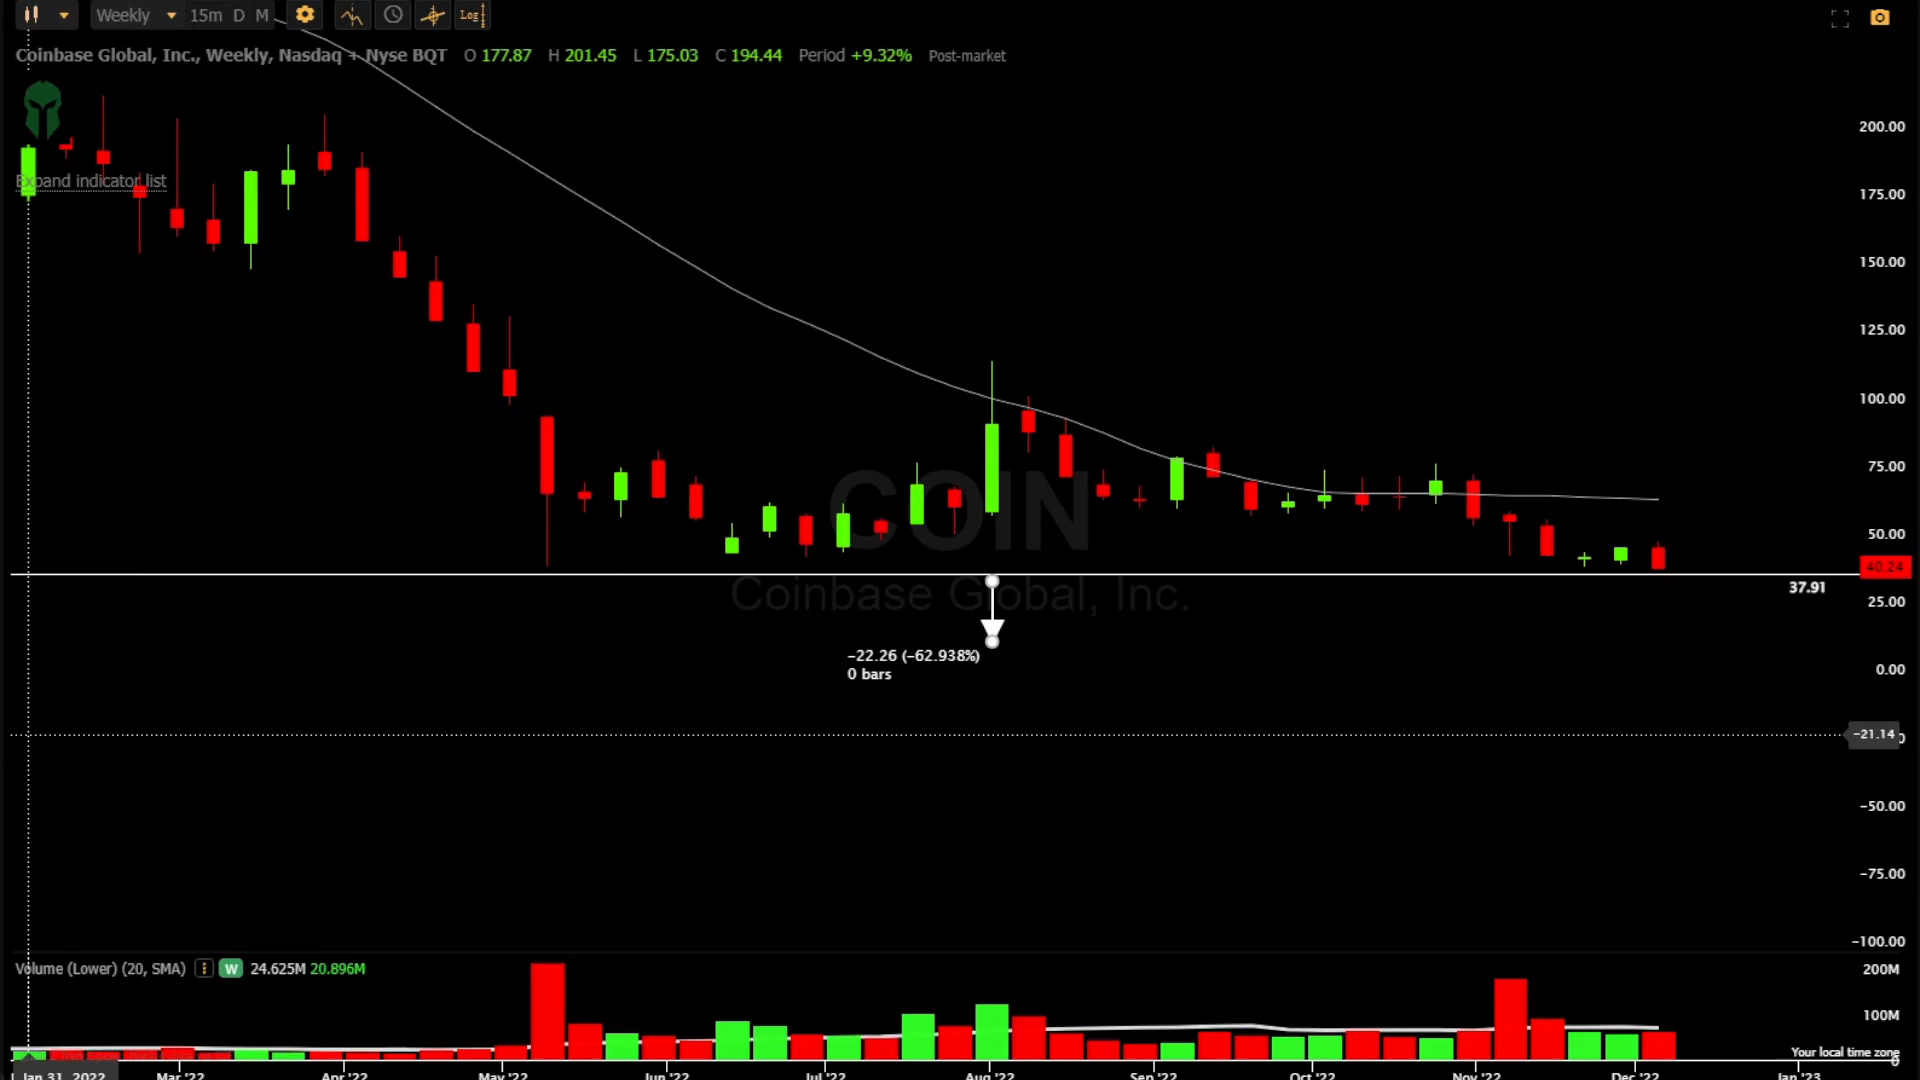 Weekly 15m D M Log
Coinbase Global, Inc., Weekly, Nasdaq + Nyse BQT O 177.87 H 201.45 L 175.03 C 194.44 Period +9.32% Post-market
200.00
Expand indicator list
175.00
150.00
125.00
100.00
75.00
COIN
50.00
40.24
Coinbase Global, Inc.
37.91
25.00
-22.26 (-62.938%)
0 bars
0.00
-21.14
-50.00
-75.00
-100.00
Volume (Lower) (20, SMA) W 24.625M 20.896M
200M
100M
Your local time zone
0
Jan 31, 2022 Mar '22 Apr '22 May '22 Jun '22 Jul '22 Aug '22 Sep '22 Oct '22 Nov '22 Dec '22 Jan '23